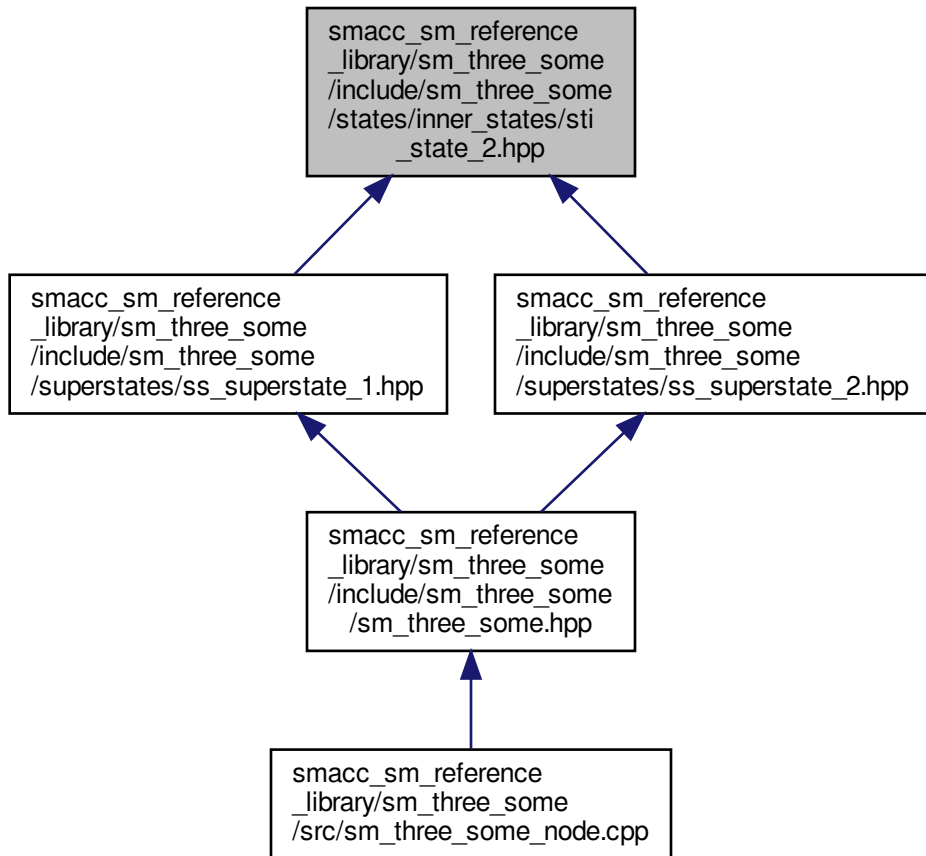 smacc_sm_reference
_library/sm_three_some
/include/sm_three_some
/states/inner_states/sti
_state_2.hpp
smacc_sm_reference
_library/sm_three_some
/include/sm_three_some
/superstates/ss_superstate_1.hpp
smacc_sm_reference
_library/sm_three_some
/include/sm_three_some
/superstates/ss_superstate_2.hpp
smacc_sm_reference
_library/sm_three_some
/include/sm_three_some
/sm_three_some.hpp
smacc_sm_reference
_library/sm_three_some
/src/sm_three_some_node.cpp